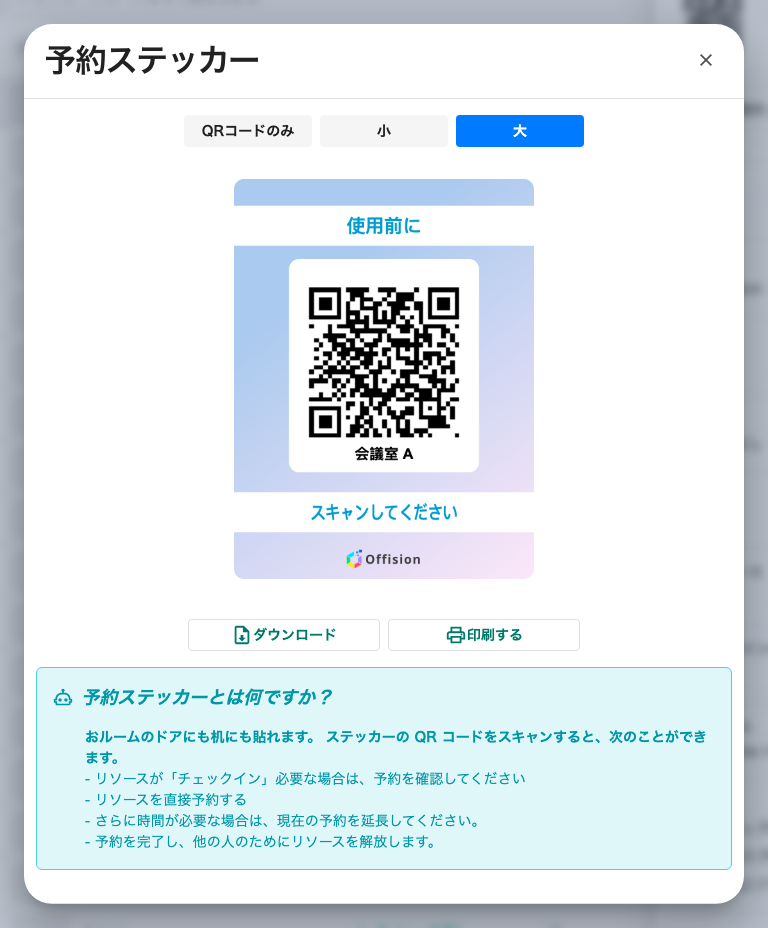 予約ステッカー
QRコードのみ
小
大
使用前に
会議室 A
スキャンしてください
Offision
ダウンロード
印刷する
予約ステッカーとは何ですか？
おルームのドアにも机にも貼れます。 ステッカーの QR コードをスキャンすると、次のことができ
ます。
- リソースが「チェックイン」必要な場合は、予約を確認してください
- リソースを直接予約する
- さらに時間が必要な場合は、現在の予約を延長してください。
- 予約を完了し、他の人のためにリソースを解放します。